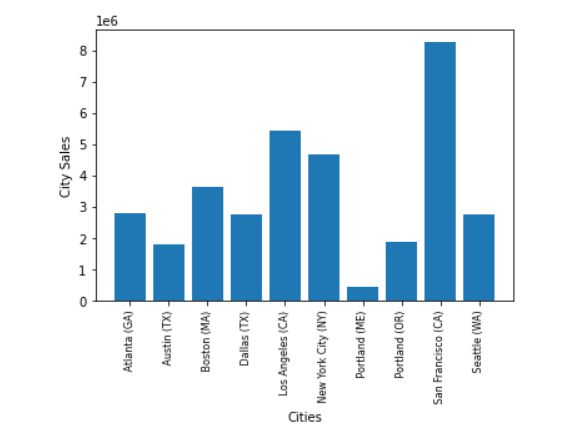 1e6
8
7
6
5
4
3
2
1
0
City Sales
Atlanta (GA)
Austin (TX)
Boston (MA)
Dallas (TX)
Los Angeles (CA)
New York City (NY)
Portland (ME)
Portland (OR)
San Francisco (CA)
Seattle (WA)
Cities